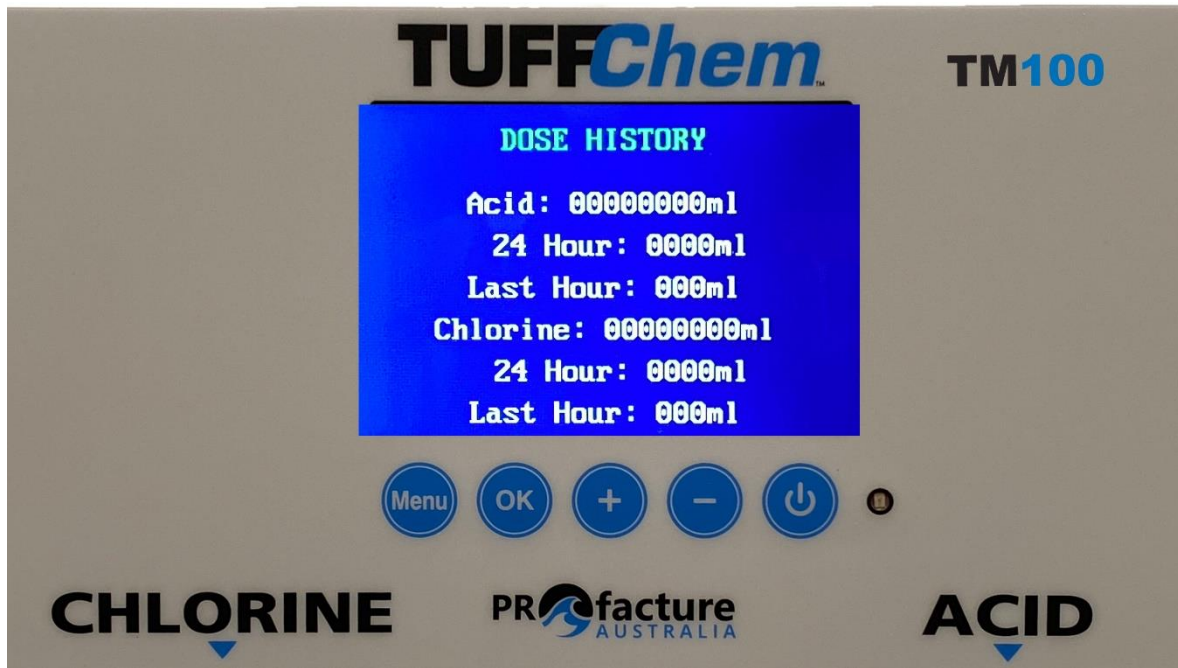 TUFFChem™
TM100
DOSE HISTORY
Acid: 00000000ml
24 Hour: 0000ml
Last Hour: 000ml
Chlorine: 00000000ml
24 Hour: 0000ml
Last Hour: 000ml
Menu OK + −
CHLORINE
PROfacture
AUSTRALIA
ACID